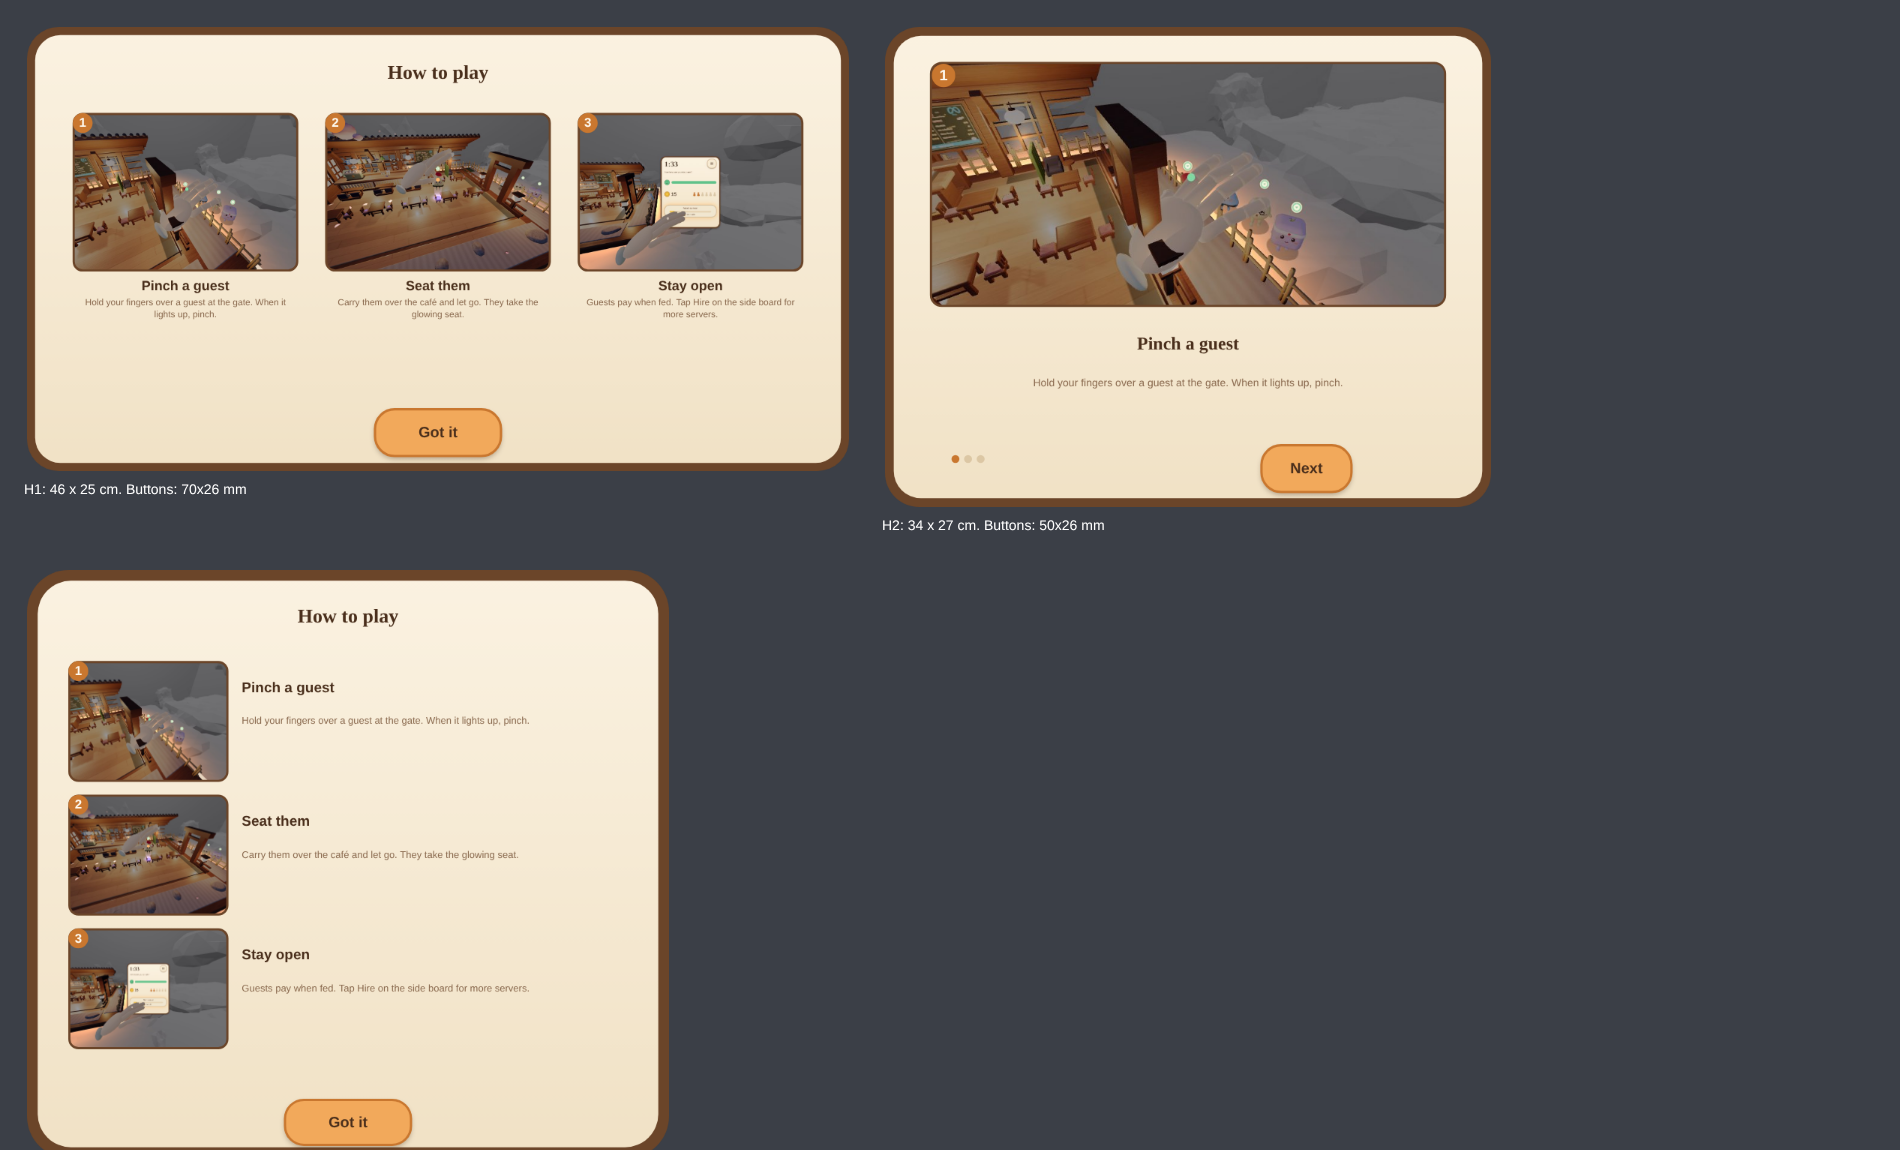 How to play
1
2
3
1:33
15
Pinch a guest
Seat them
Stay open
Hold your fingers over a guest at the gate. When it
lights up, pinch.
Carry them over the café and let go. They take the
glowing seat.
Guests pay when fed. Tap Hire on the side board for
more servers.
Got it
H1: 46 x 25 cm. Buttons: 70x26 mm
1
Pinch a guest
Hold your fingers over a guest at the gate. When it lights up, pinch.
Next
H2: 34 x 27 cm. Buttons: 50x26 mm
How to play
1
Pinch a guest
Hold your fingers over a guest at the gate. When it lights up, pinch.
2
Seat them
Carry them over the café and let go. They take the glowing seat.
3
1:33
Stay open
Guests pay when fed. Tap Hire on the side board for more servers.
Got it